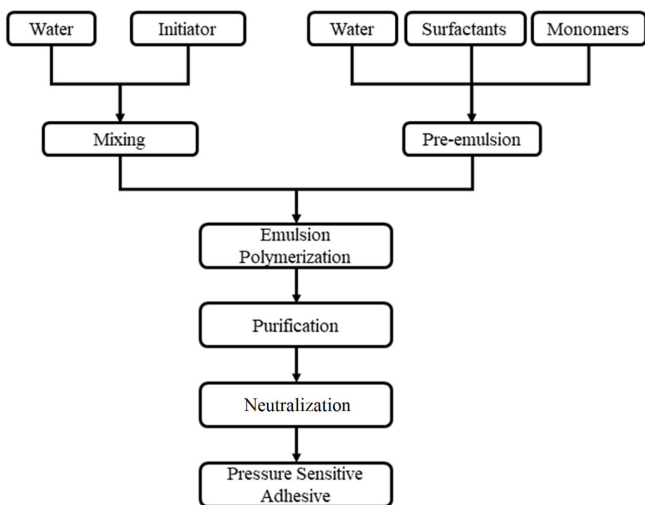 Water
Initiator
Water
Surfactants
Monomers
Mixing
Pre-emulsion
Emulsion
Polymerization
Purification
Neutralization
Pressure Sensitive
Adhesive